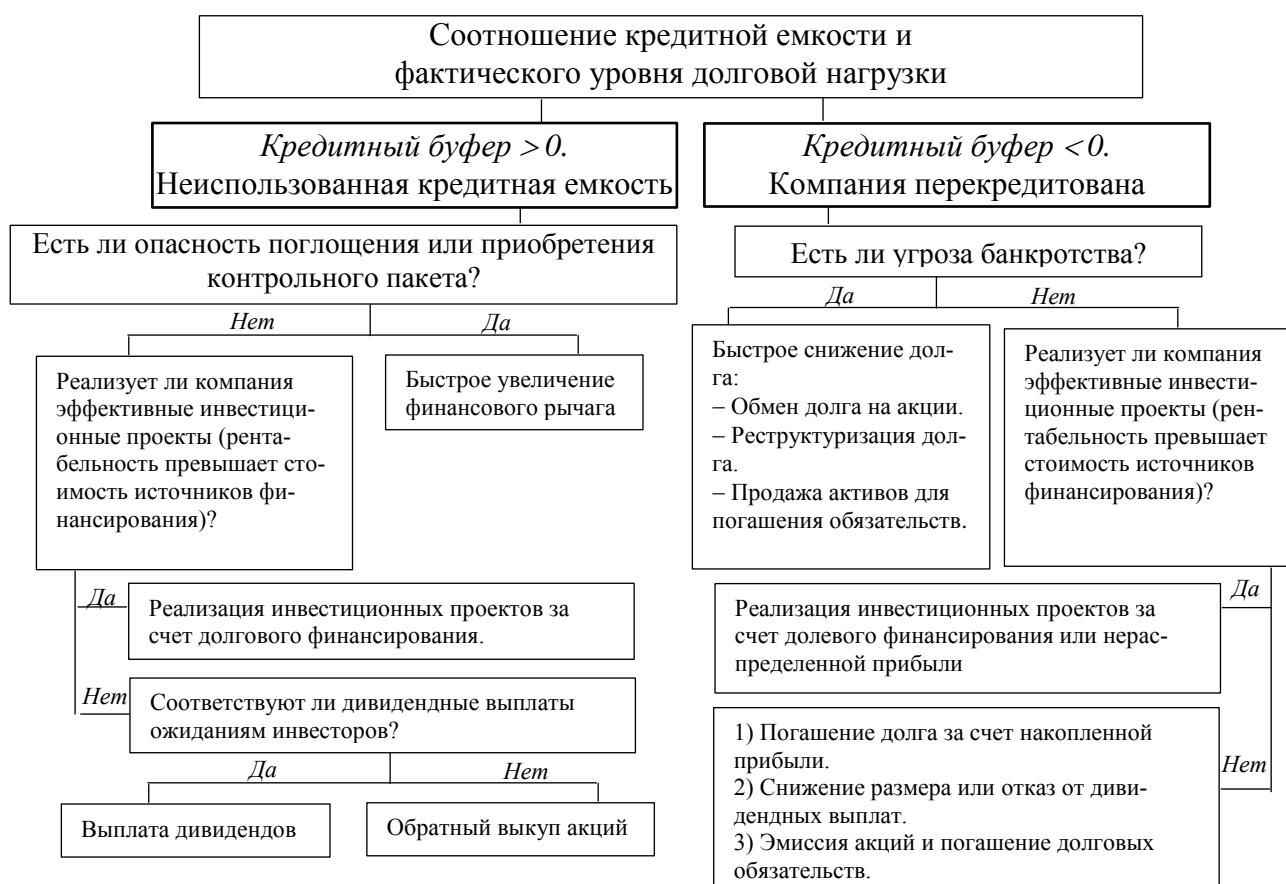 Соотношение кредитной емкости и
фактического уровня долговой нагрузки
Кредитный буфер > 0.
Неиспользованная кредитная емкость
Кредитный буфер < 0.
Компания перекредитована
Есть ли опасность поглощения или приобретения
контрольного пакета?
Есть ли угроза банкротства?
Нет
Да
Да
Нет
Реализует ли компания
эффективные инвестици-
онные проекты (рента-
бельность превышает сто-
имость источников фи-
нансирования)?
Быстрое увеличение
финансового рычага
Быстрое снижение дол-
га:
– Обмен долга на акции.
– Реструктуризация дол-
га.
– Продажа активов для
погашения обязательств.
Реализует ли компания
эффективные инвести-
ционные проекты (рен-
табельность превышает
стоимость источников
финансирования)?
Да
Реализация инвестиционных проектов за
счет долгового финансирования.
Реализация инвестиционных проектов за
счет долевого финансирования или нерас-
пределенной прибыли
Да
Нет
Соответствуют ли дивидендные выплаты
ожиданиям инвесторов?
Да
Нет
Выплата дивидендов
Обратный выкуп акций
1) Погашение долга за счет накопленной
прибыли.
2) Снижение размера или отказ от диви-
дендных выплат.
3) Эмиссия акций и погашение долговых
обязательств.
Нет